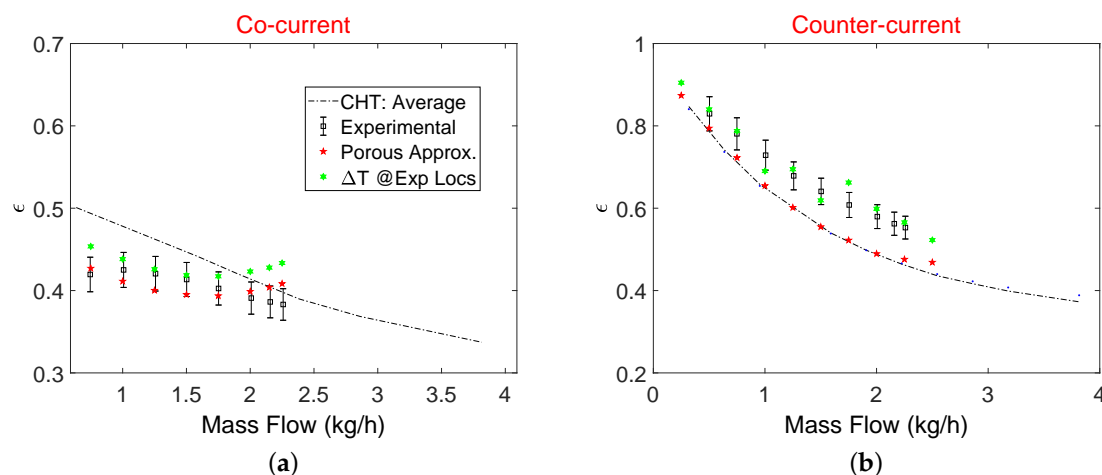 Co-current
0.7
0.6
0.5
0.4
0.3
ϵ
CHT: Average
Experimental
Porous Approx.
ΔT @Exp Locs
1 1.5 2 2.5 3 3.5 4
Mass Flow (kg/h)
(a)
Counter-current
1
0.8
0.6
0.4
0.2
ϵ
0 1 2 3 4
Mass Flow (kg/h)
(b)